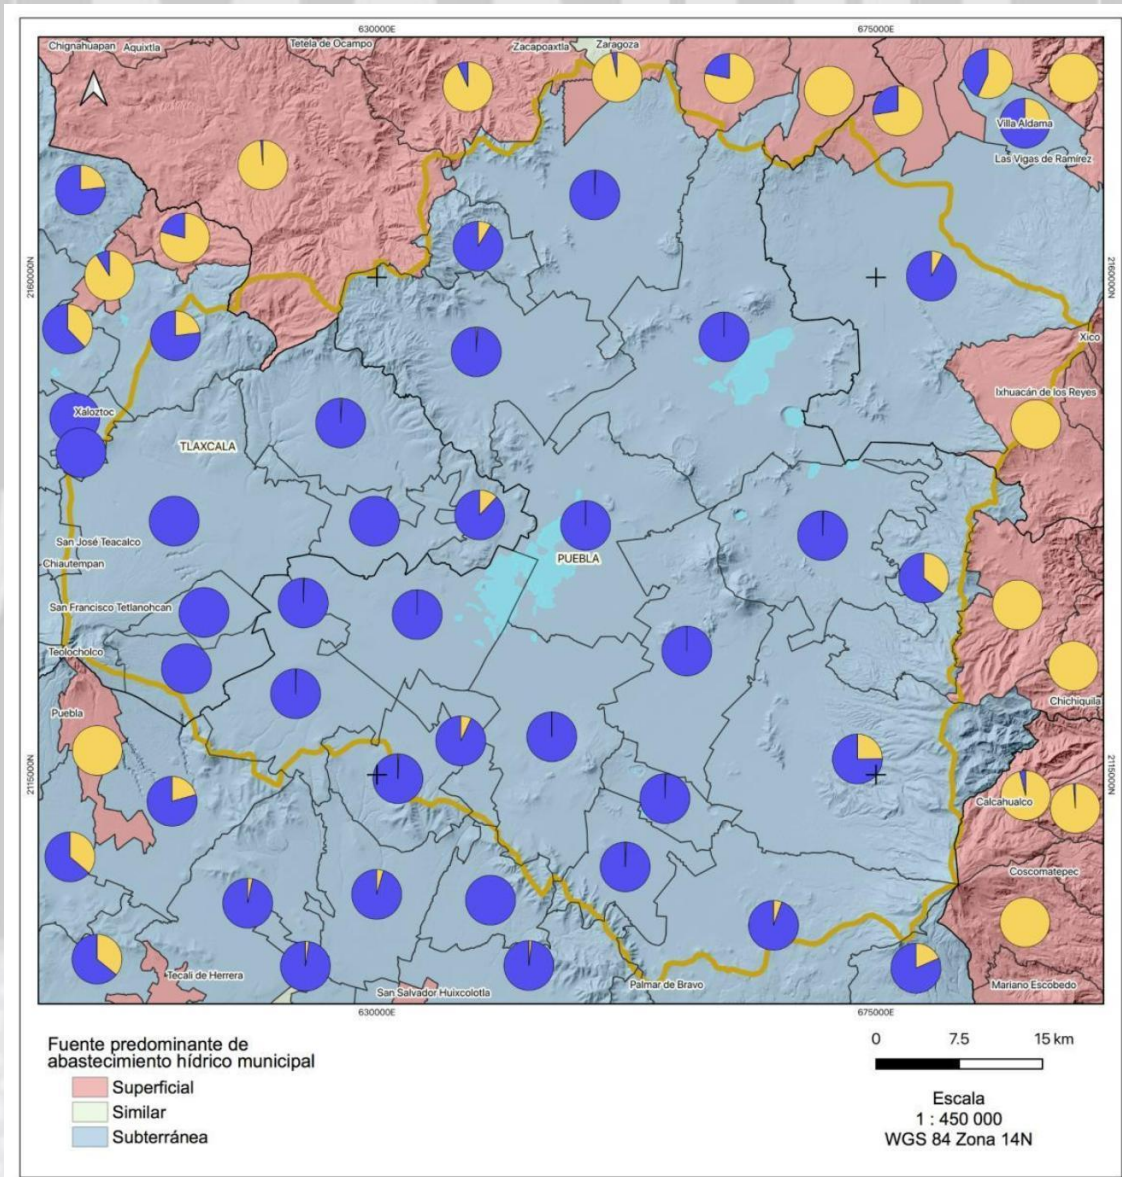 630000E
675000E
Chignahuapan
Aquixtla
Tetela de Ocampo
Zacapoaxtla
Zaragoza
Villa Aldama
Las Vigas de Ramírez
2160000N
2160000N
Xico
Ixhuacán de los Reyes
Xaloztoc
TLAXCALA
San José Teacalco
PUEBLA
Chiautempan
San Francisco Tetlanohcan
Teolocholco
Chichiquila
Puebla
2115000N
2115000N
Calcahualco
Coscomatepec
Tecali de Herrera
San Salvador Huixcolotla
Palmar de Bravo
Mariano Escobedo
630000E
675000E
Fuente predominante de
abastecimiento hídrico municipal
Superficial
Similar
Subterránea
0 7.5 15 km
Escala
1 : 450 000
WGS 84 Zona 14N